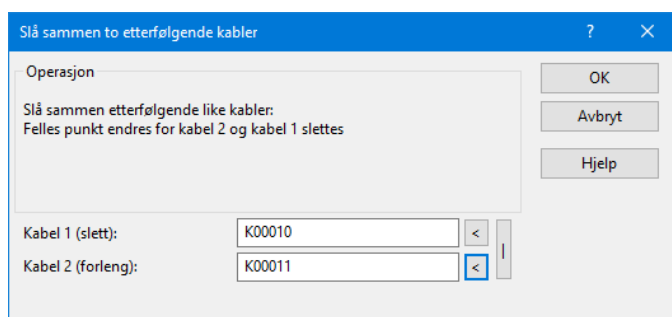 Slå sammen to etterfølgende kabler ? ×
Operasjon
Slå sammen etterfølgende like kabler:
Felles punkt endres for kabel 2 og kabel 1 slettes
OK
Avbryt
Hjelp
Kabel 1 (slett): K00010 <
Kabel 2 (forleng): K00011 <
|